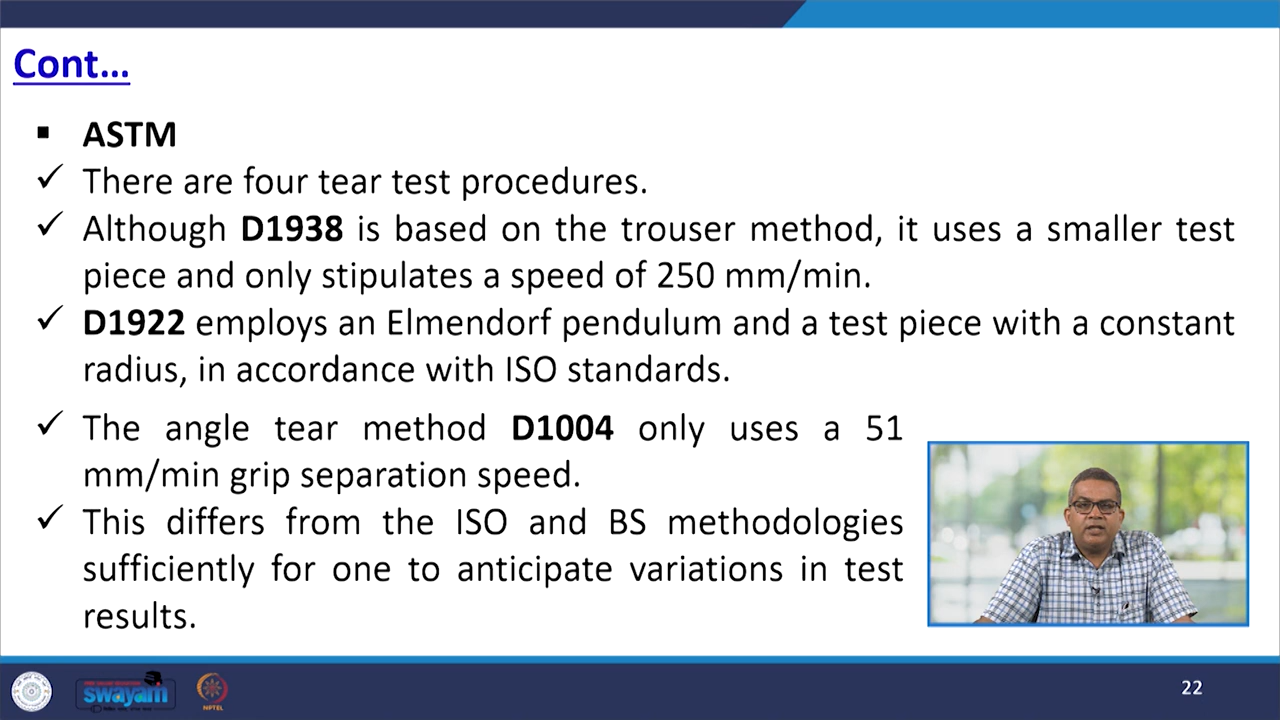 Cont...
▪ ASTM
✓ There are four tear test procedures.
✓ Although D1938 is based on the trouser method, it uses a smaller test
piece and only stipulates a speed of 250 mm/min.
✓ D1922 employs an Elmendorf pendulum and a test piece with a constant
radius, in accordance with ISO standards.
✓ The angle tear method D1004 only uses a 51
mm/min grip separation speed.
✓ This differs from the ISO and BS methodologies
sufficiently for one to anticipate variations in test
results.
swayam
NPTEL
22